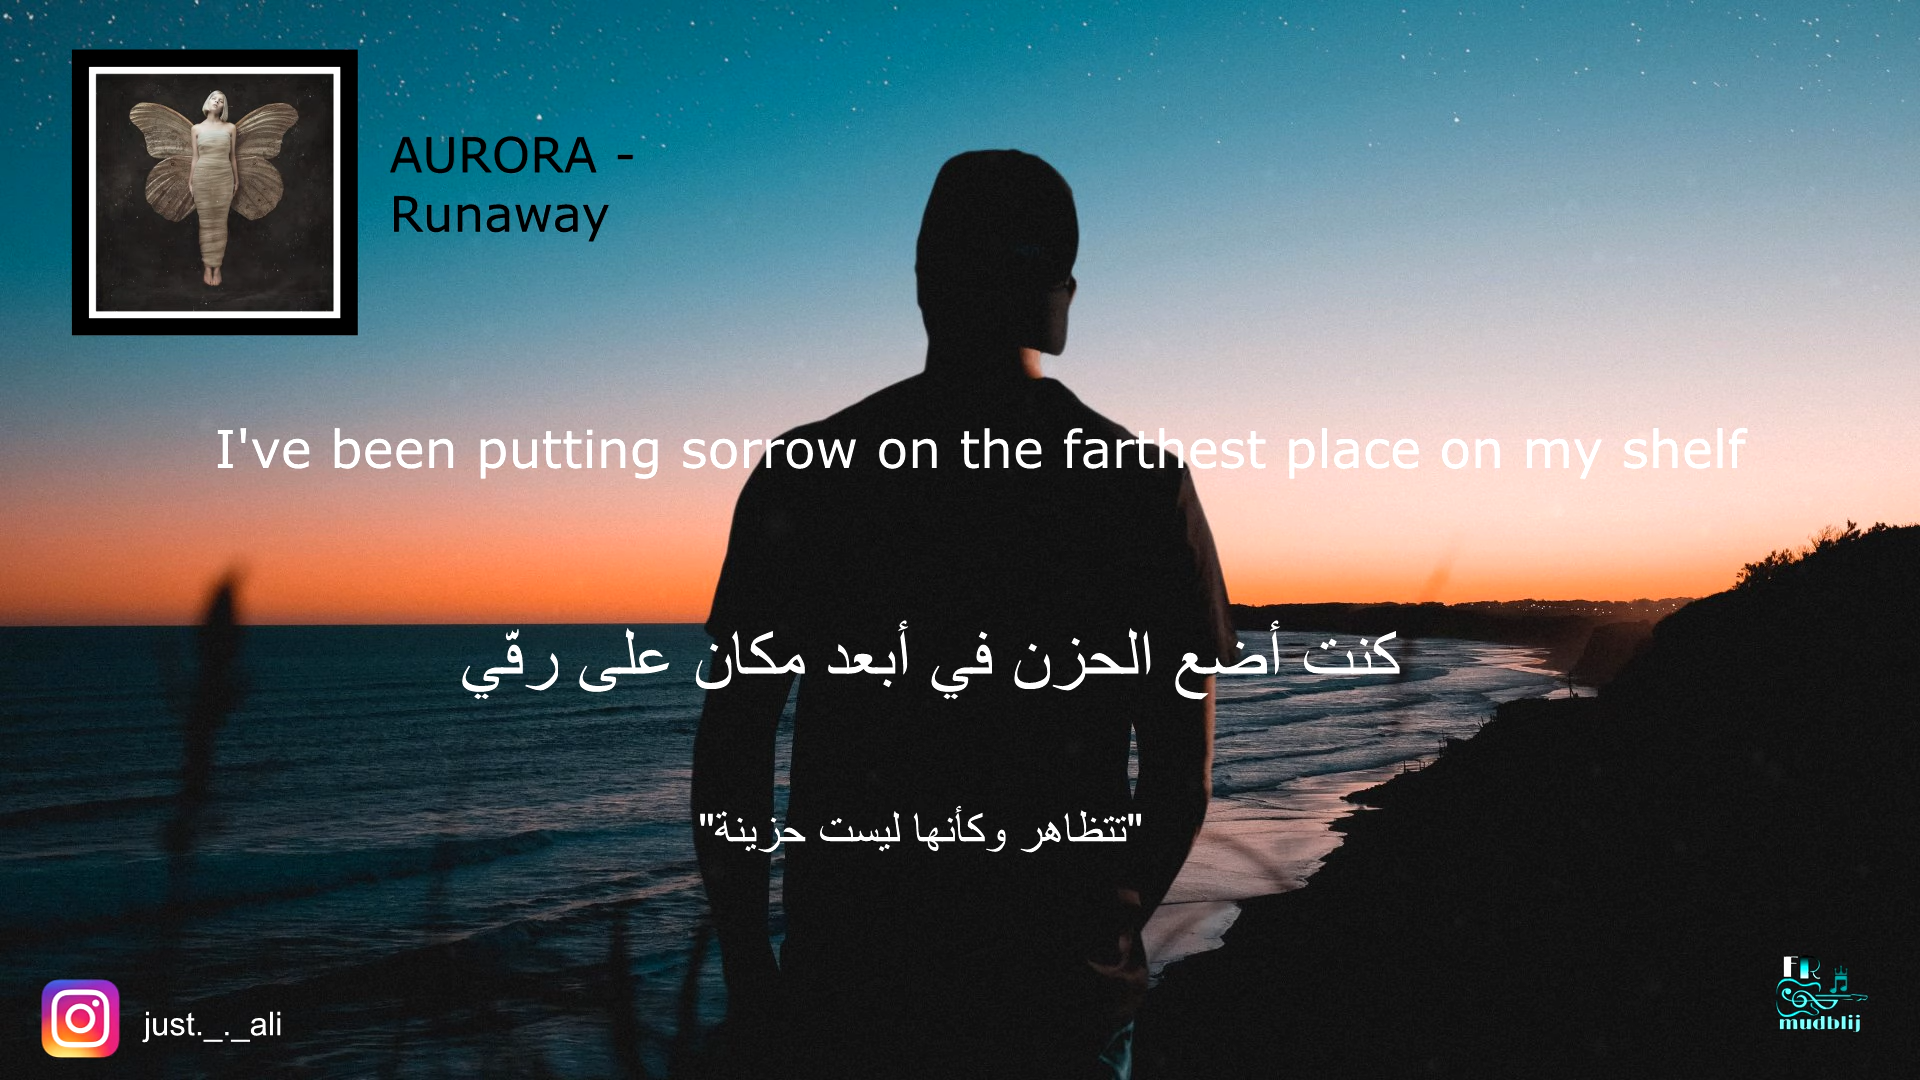 AURORA -
Runaway
I've been putting sorrow on the farthest place on my shelf
كنت أضع الحزن في أبعد مكان على رفّي
"تتظاهر وكأنها ليست حزينة"
just._._ali
FR
mudblij